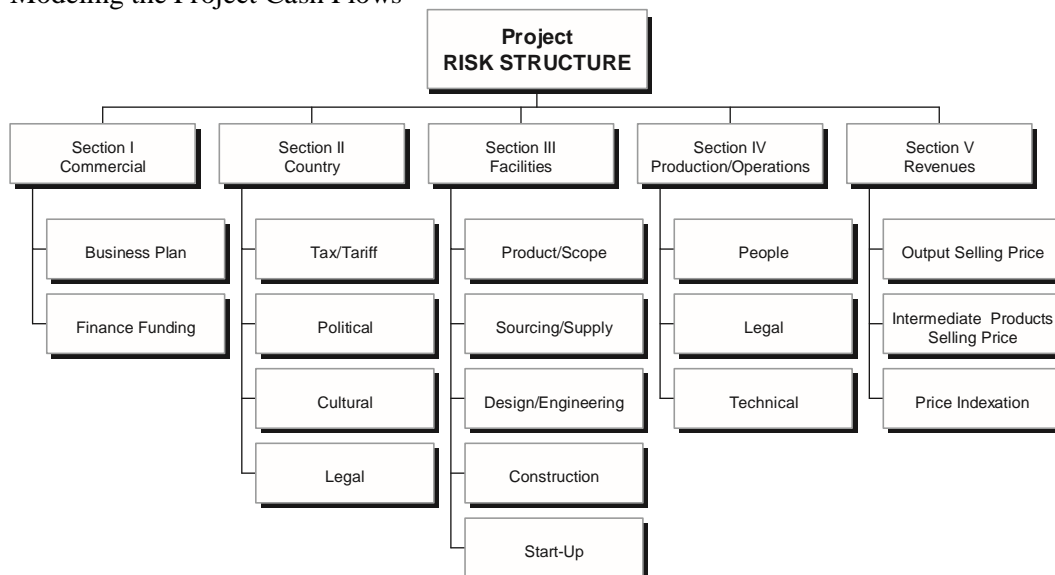 Modeling the Project Cash Flows
Project
RISK STRUCTURE
Section I
Commercial
Section II
Country
Section III
Facilities
Section IV
Production/Operations
Section V
Revenues
Business Plan
Finance Funding
Tax/Tariff
Political
Cultural
Legal
Product/Scope
Sourcing/Supply
Design/Engineering
Construction
Start-Up
People
Legal
Technical
Output Selling Price
Intermediate Products
Selling Price
Price Indexation